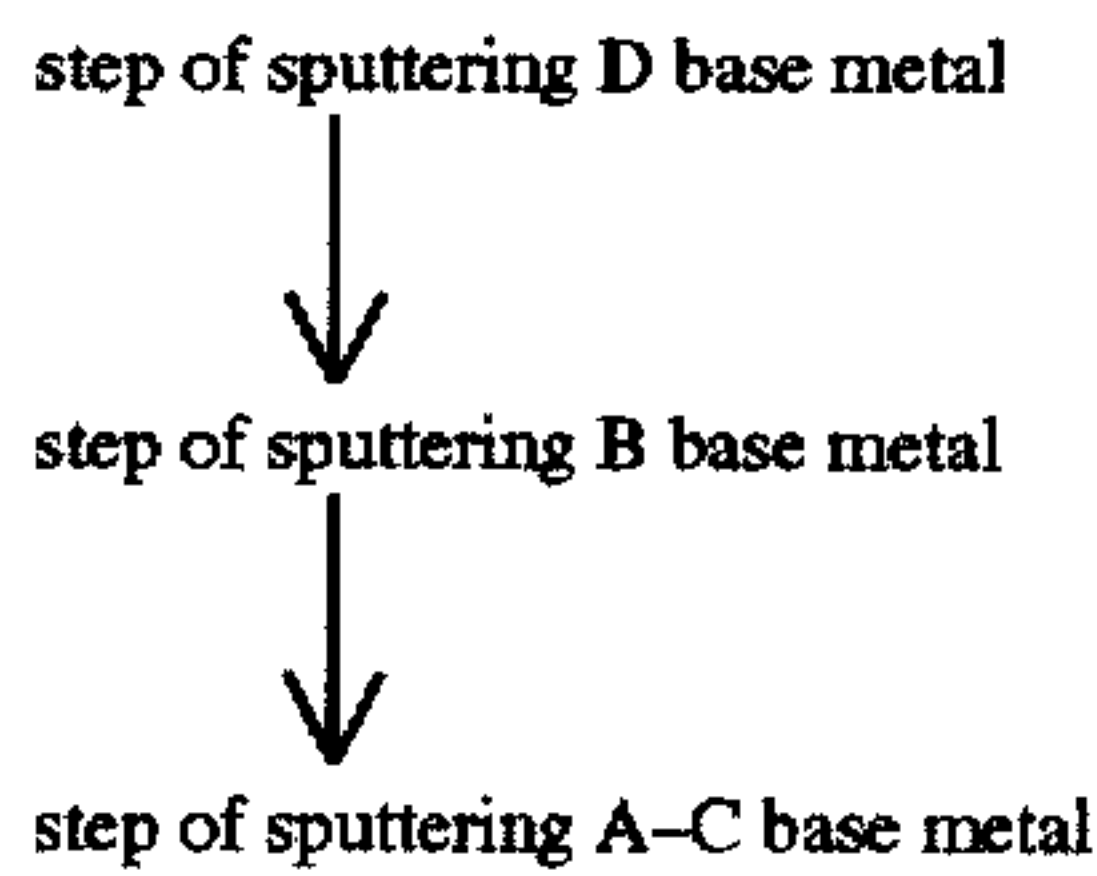 step of sputtering D base metal
step of sputtering B base metal
step of sputtering A–C base metal